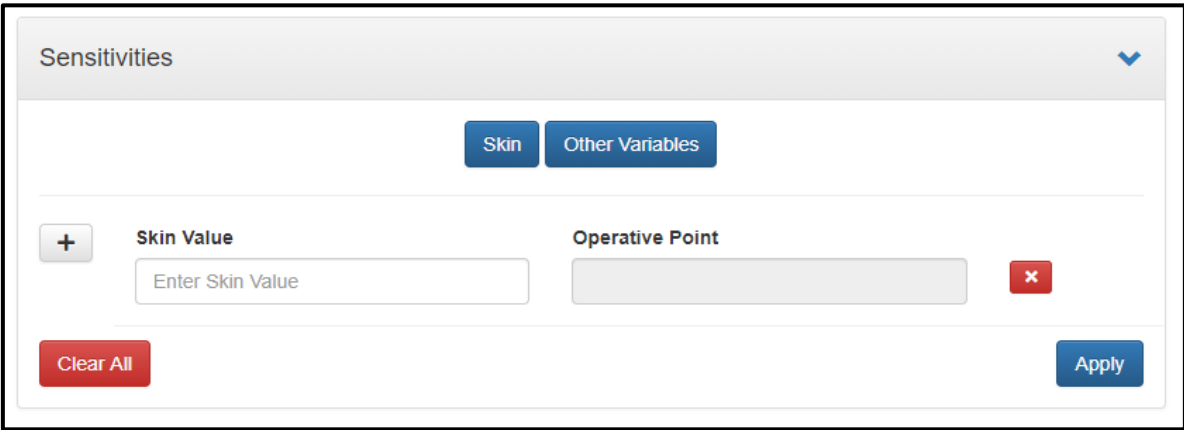 Sensitivities
Skin Other Variables
+ Skin Value Operative Point
Enter Skin Value
Clear All Apply